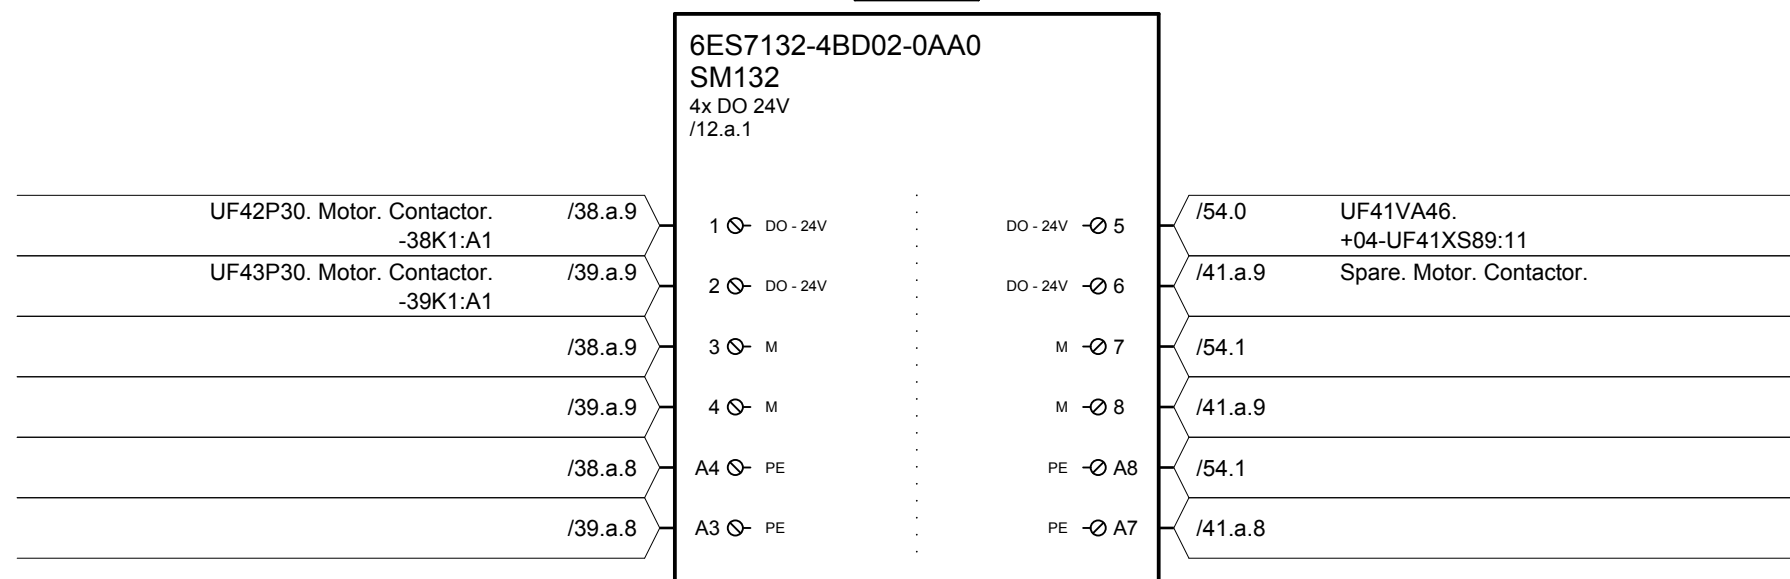 6ES7132-4BD02-0AA0
SM132
4x DO 24V
/12.a.1
UF42P30. Motor. Contactor. /38.a.9 1 DO - 24V DO - 24V 5 /54.0 UF41VA46.
-38K1:A1 +04-UF41XS89:11
UF43P30. Motor. Contactor. /39.a.9 2 DO - 24V DO - 24V 6 /41.a.9 Spare. Motor. Contactor.
-39K1:A1
/38.a.9 3 M M 7 /54.1
/39.a.9 4 M M 8 /41.a.9
/38.a.8 A4 PE PE A8 /54.1
/39.a.8 A3 PE PE A7 /41.a.8